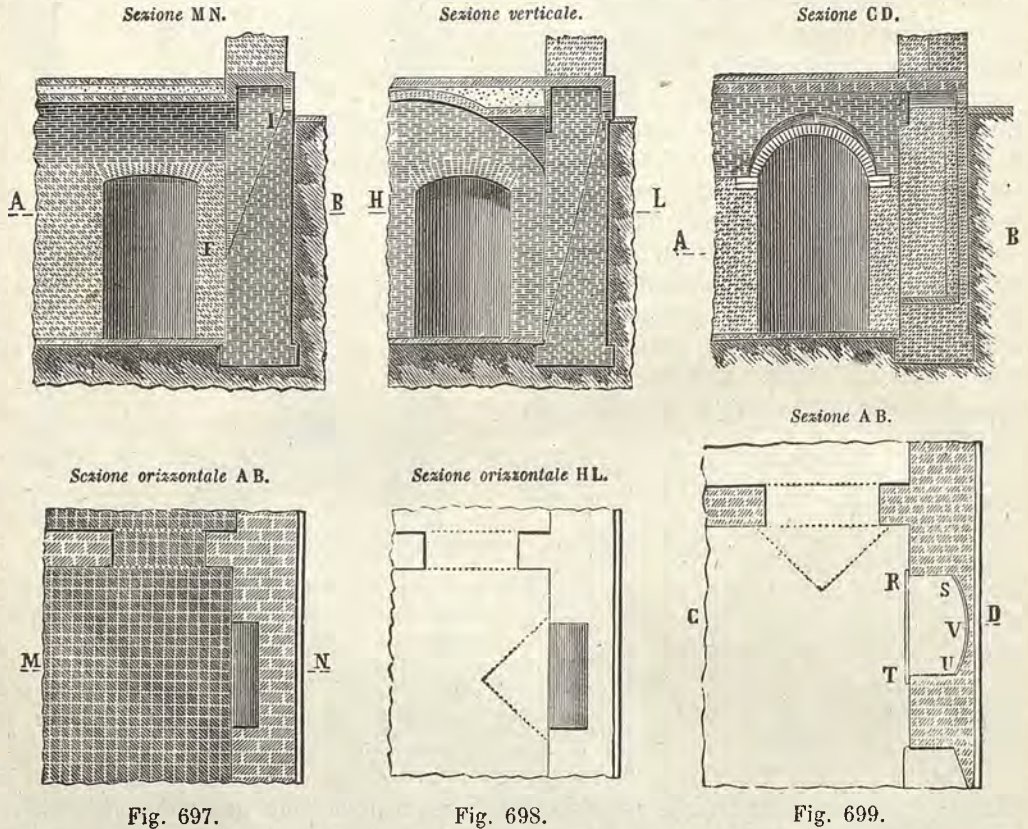 Sezione MN.
Sezione verticale.
Sezione CD.
I
F
A
B
H
L
A
B
Sezione orizzontale AB.
Sezione orizzontale HL.
Sezione AB.
M
N
C
R
S
V
U
T
D
Fig. 697.
Fig. 698.
Fig. 699.